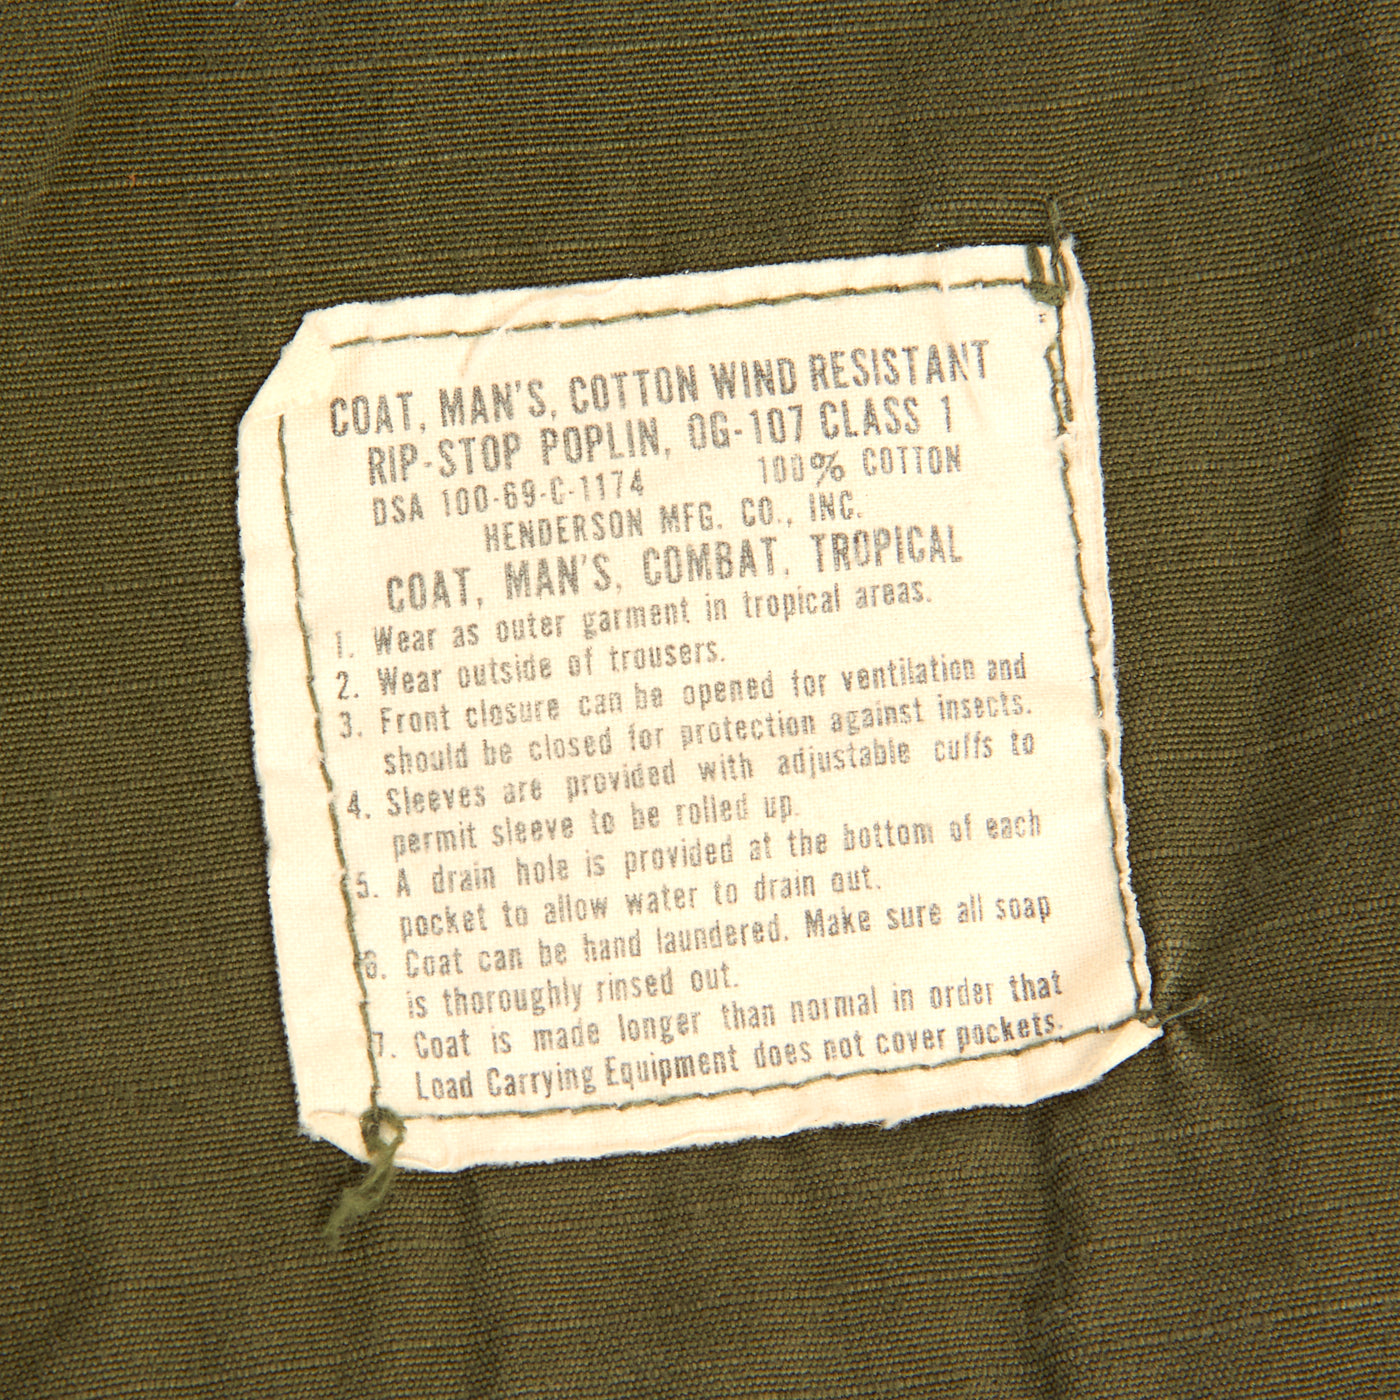 COAT, MAN'S, COTTON WIND RESISTANT
RIP-STOP POPLIN, OG-107 CLASS 1
DSA 100-69-C-1174 100% COTTON
HENDERSON MFG. CO., INC.
COAT, MAN'S, COMBAT, TROPICAL
1. Wear as outer garment in tropical areas.
2. Wear outside of trousers.
3. Front closure can be opened for ventilation and
should be closed for protection against insects.
4. Sleeves are provided with adjustable cuffs to
permit sleeve to be rolled up.
5. A drain hole is provided at the bottom of each
pocket to allow water to drain out.
6. Coat can be hand laundered. Make sure all soap
is thoroughly rinsed out.
7. Coat is made longer than normal in order that
Load Carrying Equipment does not cover pockets.